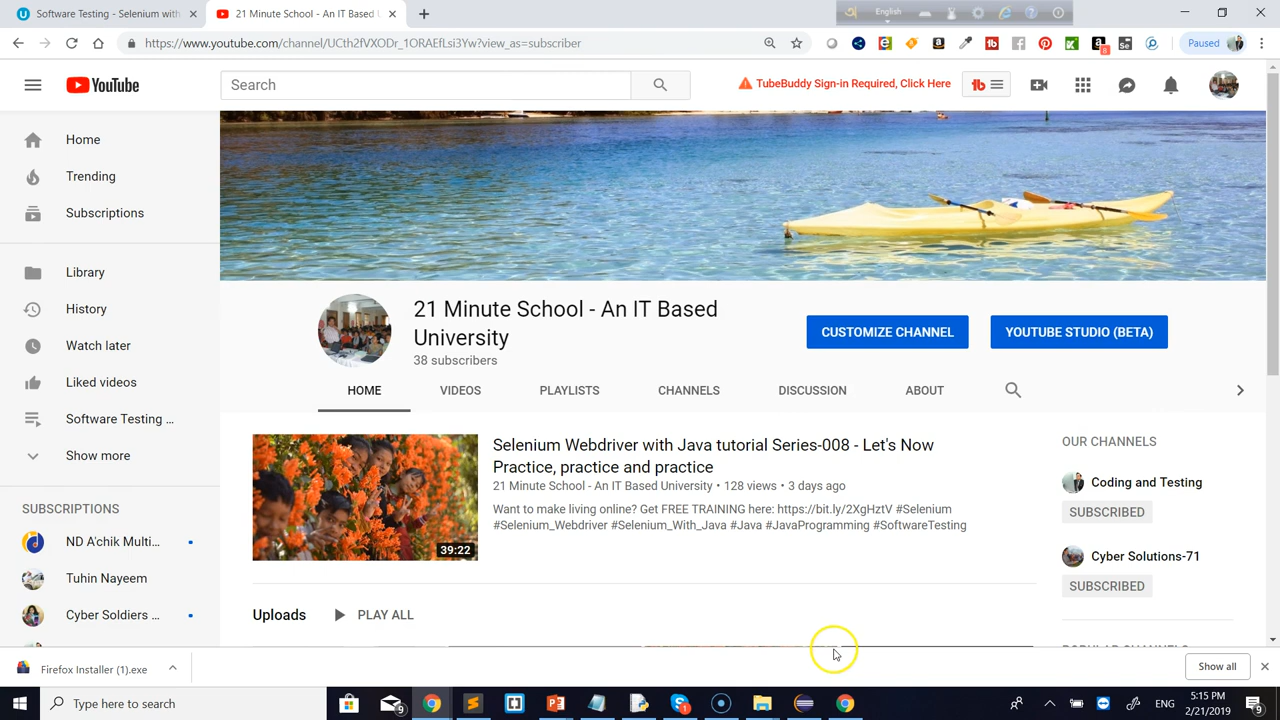 Software Testing - Selenium with
21 Minute School - An IT Based U
English
https://www.youtube.com/channel/UCth2fVXODr_1ORAEfLsi3Yw?view_as=subscriber
Paused
YouTube
Search
TubeBuddy Sign-in Required, Click Here
Home
Trending
Subscriptions
Library
History
Watch later
Liked videos
Software Testing ...
Show more
SUBSCRIPTIONS
ND A'chik Multi...
Tuhin Nayeem
Cyber Soldiers ...
21 Minute School - An IT Based
University
38 subscribers
CUSTOMIZE CHANNEL
YOUTUBE STUDIO (BETA)
HOME
VIDEOS
PLAYLISTS
CHANNELS
DISCUSSION
ABOUT
39:22
Selenium Webdriver with Java tutorial Series-008 - Let's Now
Practice, practice and practice
21 Minute School - An IT Based University • 128 views • 3 days ago
Want to make living online? Get FREE TRAINING here: https://bit.ly/2XgHztV #Selenium
#Selenium_Webdriver #Selenium_With_Java #Java #JavaProgramming #SoftwareTesting
OUR CHANNELS
Coding and Testing
SUBSCRIBED
Cyber Solutions-71
SUBSCRIBED
Uploads
PLAY ALL
Firefox Installer (1).exe
Show all
Type here to search
ENG
5:15 PM
2/21/2019